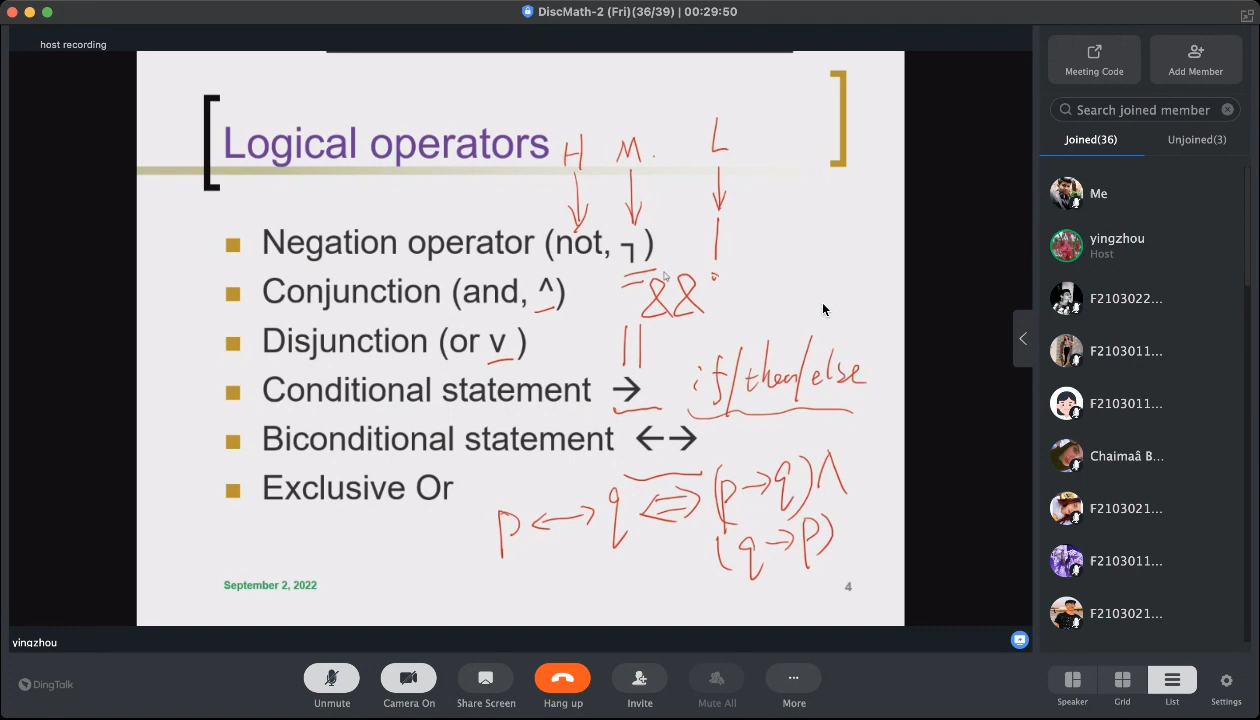 DiscMath-2 (Fri)(36/39) | 00:29:50
host recording
Logical operators
H M. L
Negation operator (not, ┐)
!
Conjunction (and, ^)
&&
Disjunction (or v )
||
Conditional statement →
if/then/else
Biconditional statement ←→
Exclusive Or
p ↔ q ⇔ (p→q)∧
(q→p)
September 2, 2022
4
yingzhou
Meeting Code
Add Member
Search joined member
Joined(36)
Unjoined(3)
Me
yingzhou
Host
F2103022...
F2103011...
F2103011...
Chaimaâ B...
F2103021...
F2103011...
F2103021...
DingTalk
Unmute
Camera On
Share Screen
Hang up
Invite
Mute All
More
Speaker
Grid
List
Settings